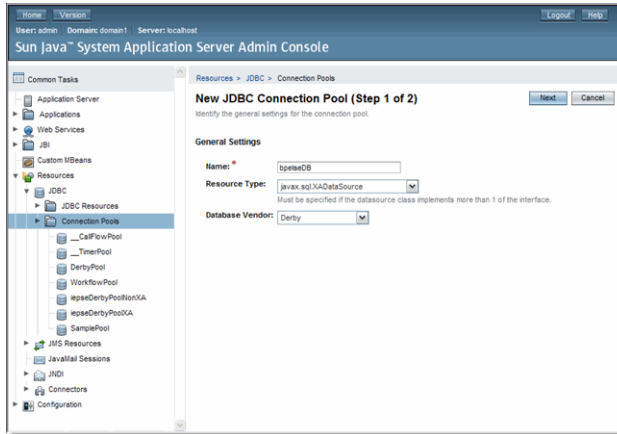 Home Version Logout Help
User: admin Domain: domain1 Server: localhost
Sun Java™ System Application Server Admin Console
Common Tasks
Application Server
Applications
Web Services
JBI
Custom MBeans
Resources
JDBC
JDBC Resources
Connection Pools
__CallFlowPool
__TimerPool
DerbyPool
WorkflowPool
iepseDerbyPoolNonXA
iepseDerbyPoolXA
SamplePool
JMS Resources
JavaMail Sessions
JNDI
Connectors
Configuration
Resources > JDBC > Connection Pools
New JDBC Connection Pool (Step 1 of 2) Next Cancel
Identify the general settings for the connection pool.
General Settings
Name: * bpelseDB
Resource Type: javax.sql.XADataSource
Must be specified if the datasource class implements more than 1 of the interface.
Database Vendor: Derby